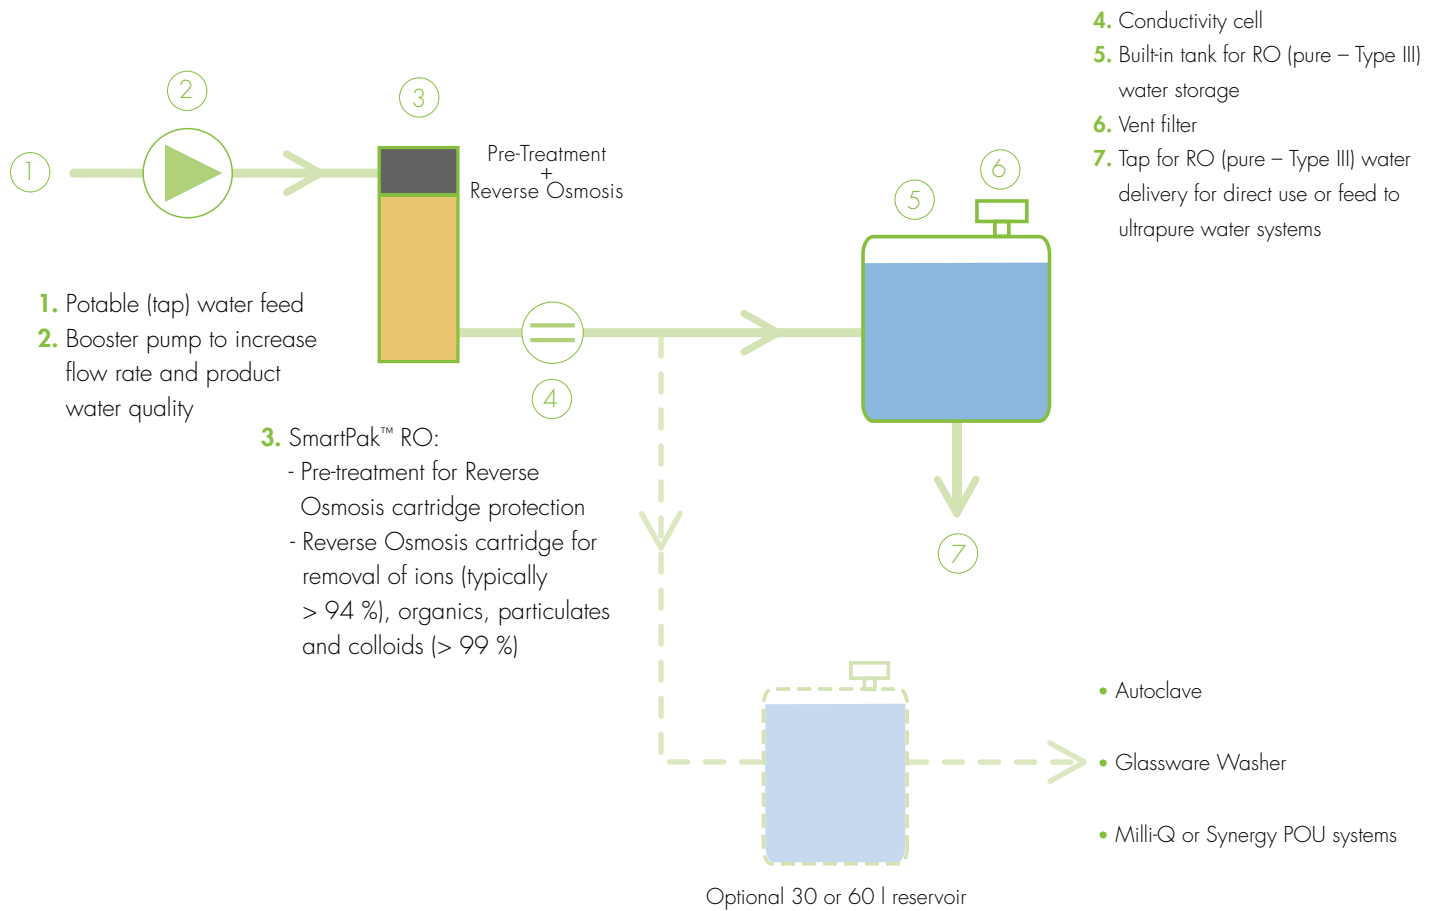 4. Conductivity cell
5. Built-in tank for RO (pure – Type III)
water storage
6. Vent filter
7. Tap for RO (pure – Type III) water
delivery for direct use or feed to
ultrapure water systems
1
2
3
Pre-Treatment
+
Reverse Osmosis
5
6
1. Potable (tap) water feed
2. Booster pump to increase
flow rate and product
water quality
4
3. SmartPak™ RO:
- Pre-treatment for Reverse
Osmosis cartridge protection
- Reverse Osmosis cartridge for
removal of ions (typically
> 94 %), organics, particulates
and colloids (> 99 %)
7
• Autoclave
• Glassware Washer
• Milli-Q or Synergy POU systems
Optional 30 or 60 l reservoir